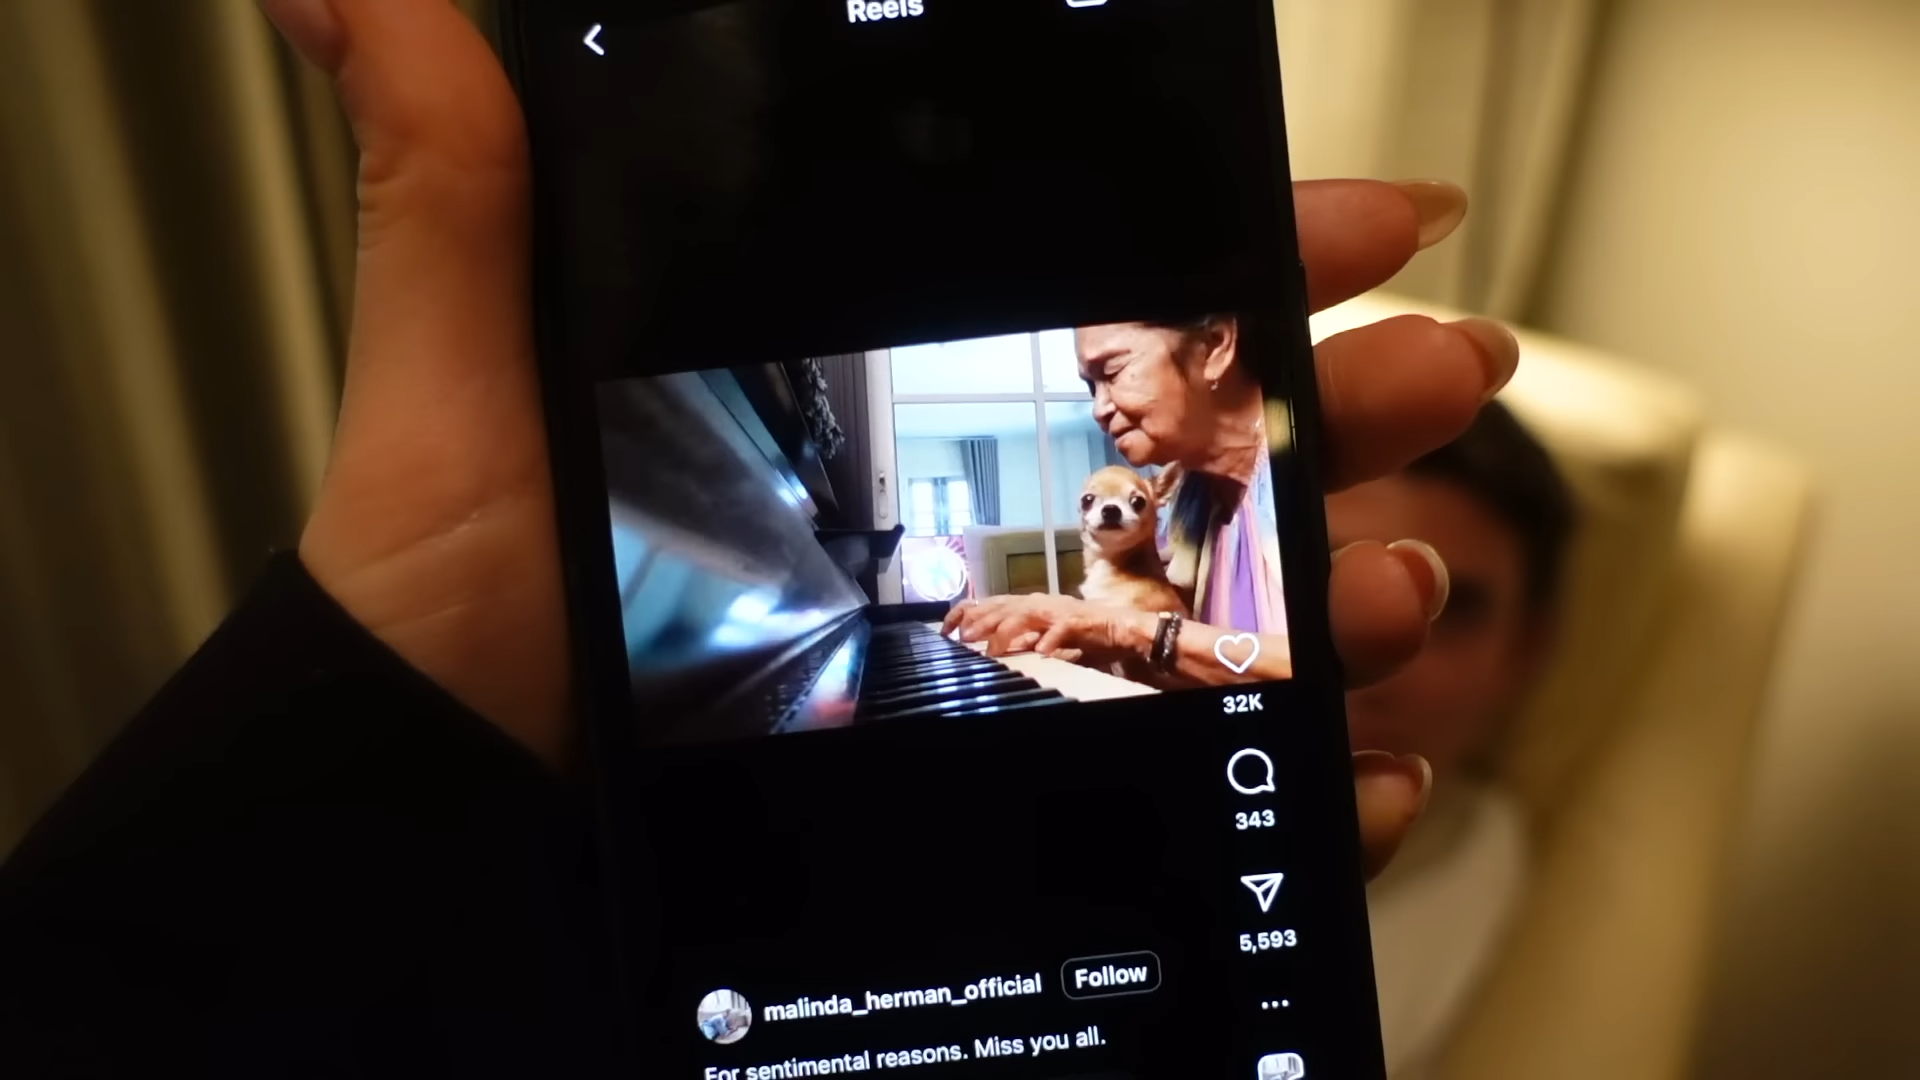 Reels
32K
343
5,593
malinda_herman_official
Follow
For sentimental reasons. Miss you all.